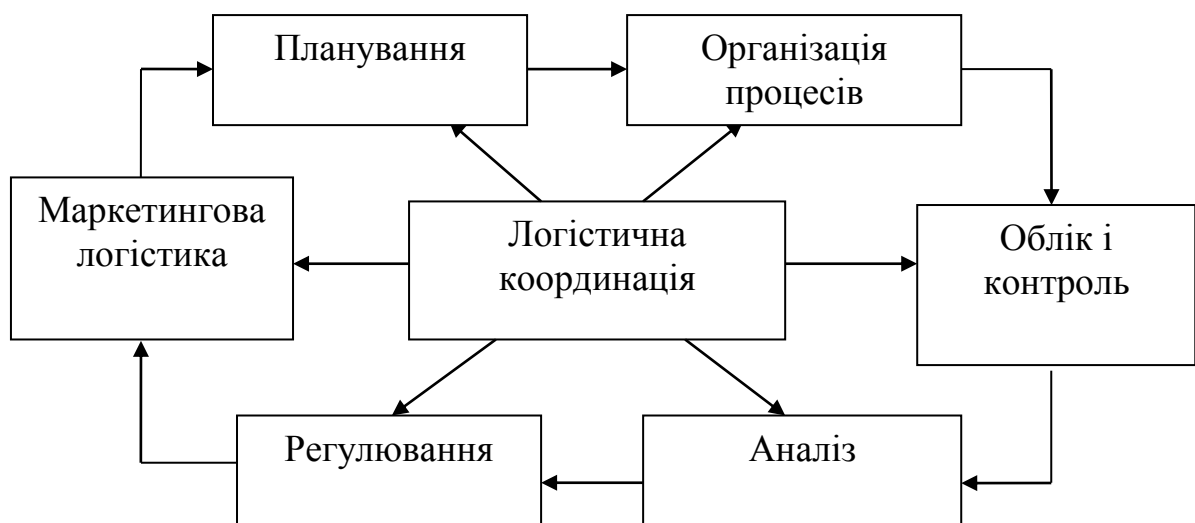 Планування
Організація
процесів
Маркетингова
логістика
Логістична
координація
Облік і
контроль
Регулювання
Аналіз